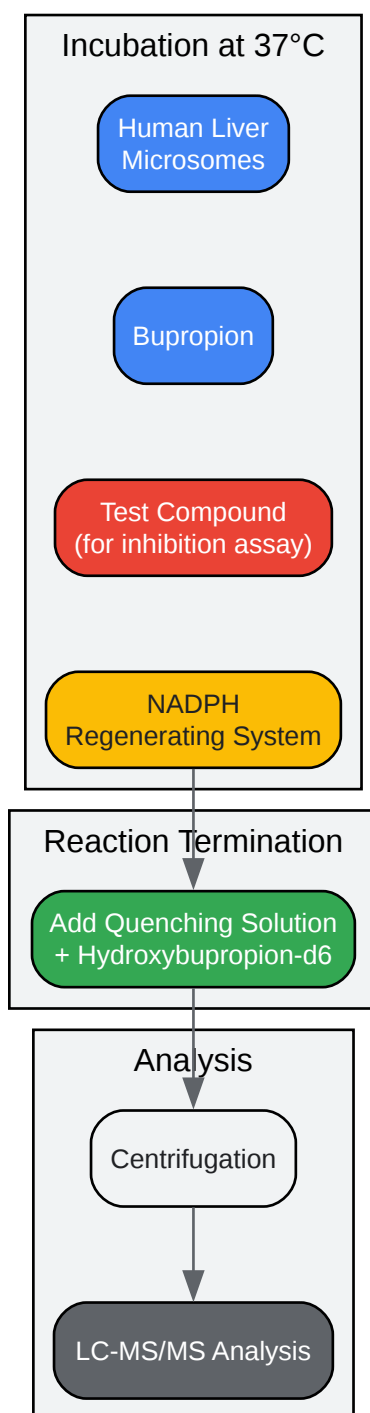 Incubation at 37°C
Human Liver
Microsomes
Bupropion
Test Compound
(for inhibition assay)
NADPH
Regenerating System
Reaction Termination
Add Quenching Solution
+ Hydroxybupropion-d6
Analysis
Centrifugation
LC-MS/MS Analysis